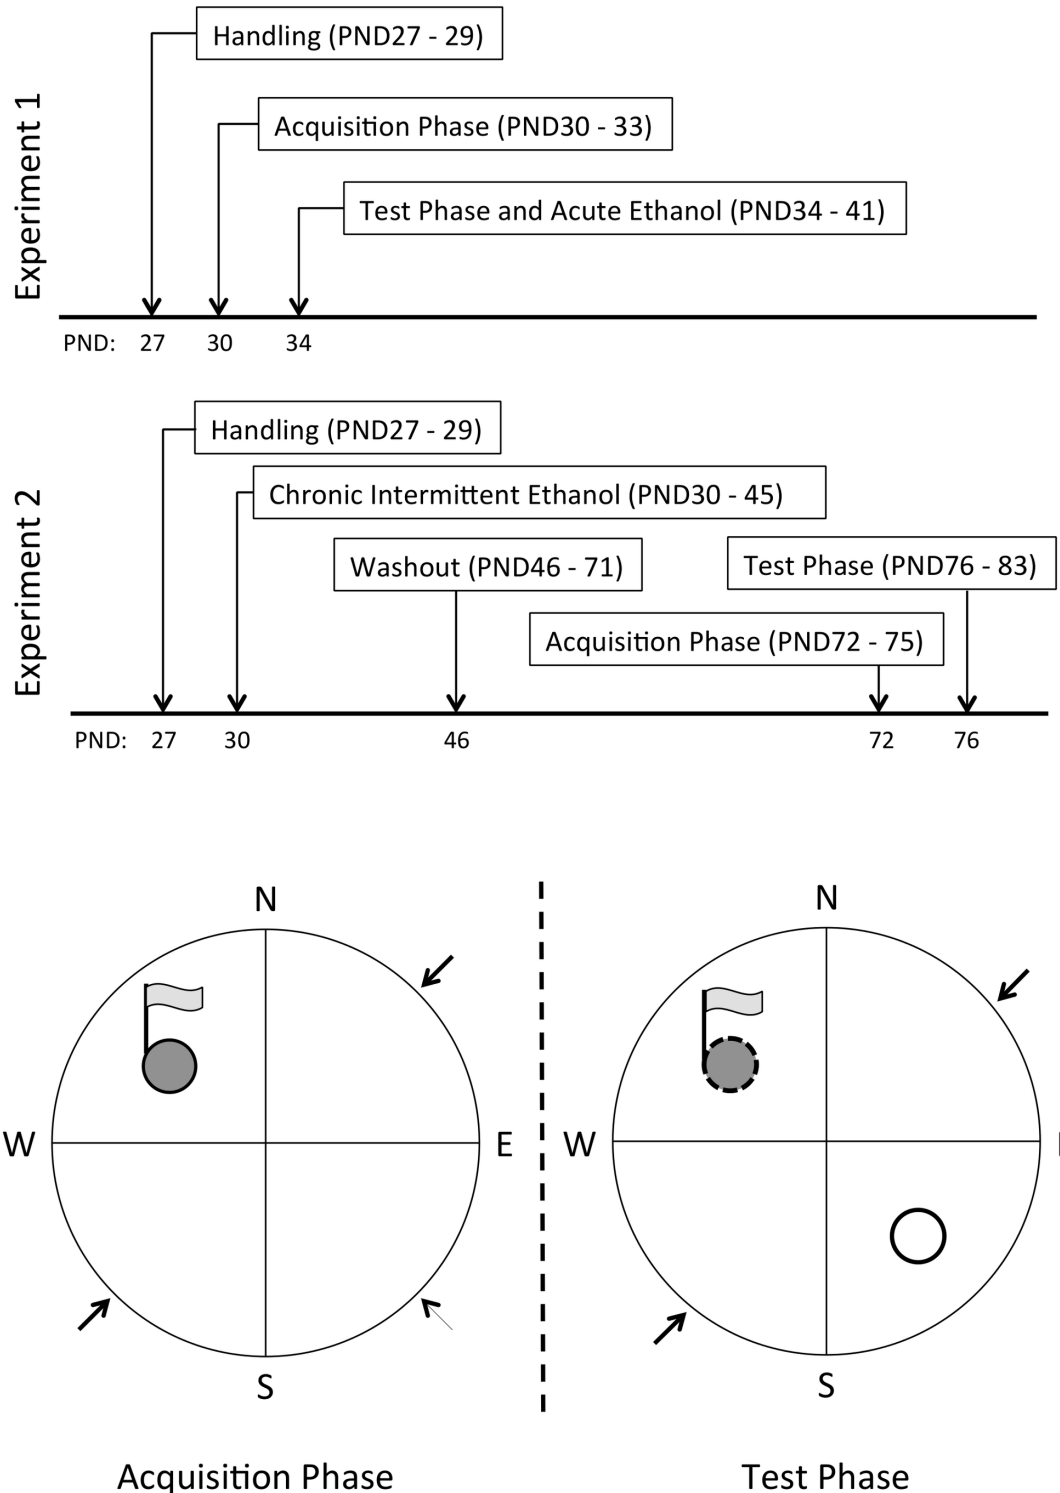 Experiment 1
Handling (PND27 - 29)
Acquisition Phase (PND30 - 33)
Test Phase and Acute Ethanol (PND34 - 41)
PND: 27 30 34
Experiment 2
Handling (PND27 - 29)
Chronic Intermittent Ethanol (PND30 - 45)
Washout (PND46 - 71)
Test Phase (PND76 - 83)
Acquisition Phase (PND72 - 75)
PND: 27 30 46 72 76
N
W
E
S
Acquisition Phase
N
W
S
Test Phase